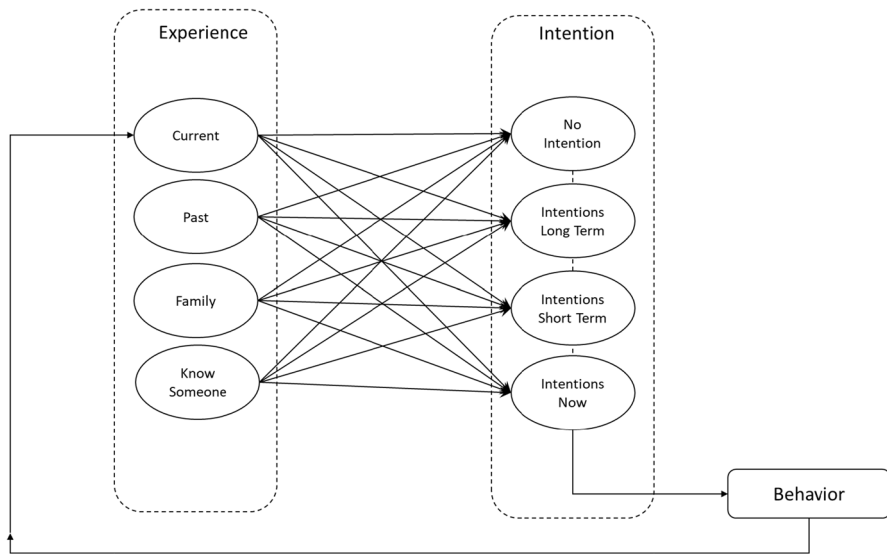 Experience
Intention
Current
Past
Family
Know
Someone
No
Intention
Intentions
Long Term
Intentions
Short Term
Intentions
Now
Behavior